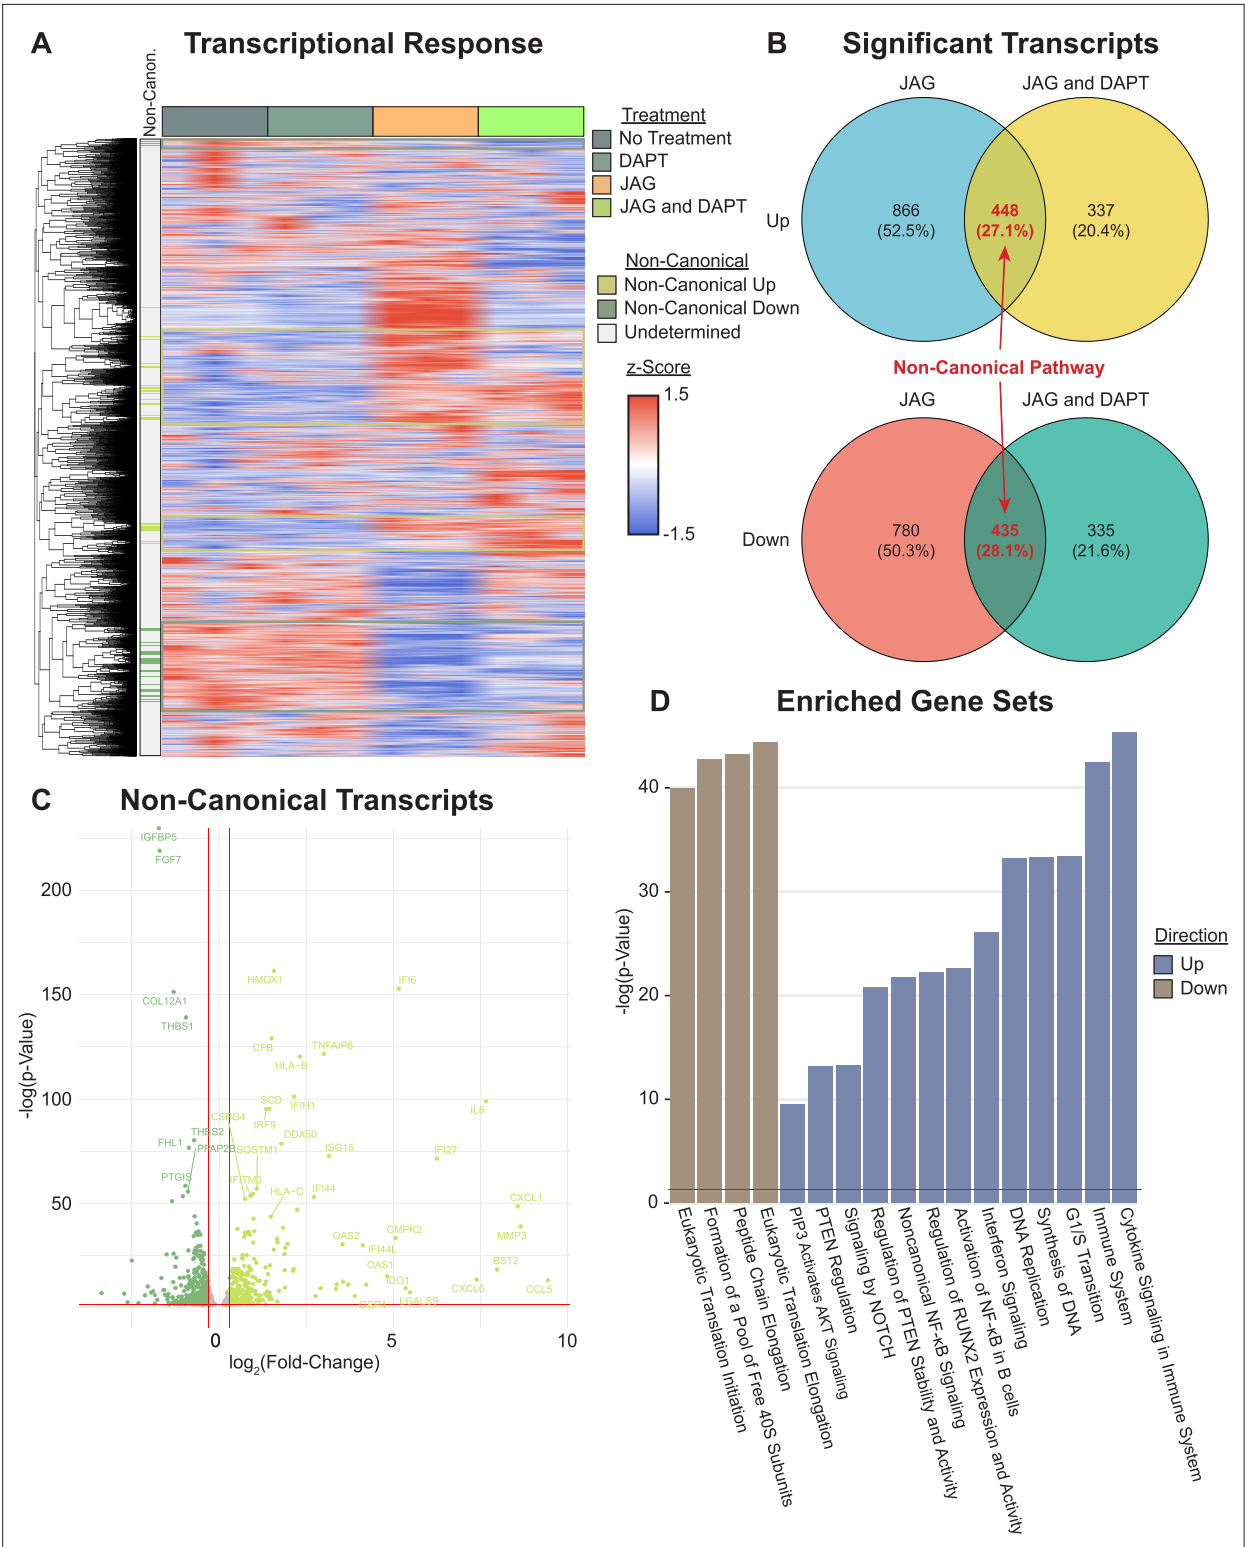 A
Transcriptional Response
Non-Canon.
Treatment
No Treatment
DAPT
JAG
JAG and DAPT
Non-Canonical
Non-Canonical Up
Non-Canonical Down
Undetermined
z-Score
1.5
-1.5
B
Significant Transcripts
JAG
JAG and DAPT
Up
866
(52.5%)
448
(27.1%)
337
(20.4%)
Non-Canonical Pathway
JAG
JAG and DAPT
Down
780
(50.3%)
435
(28.1%)
335
(21.6%)
C
Non-Canonical Transcripts
-log(p-Value)
200
150
100
50
0
5
10
log2(Fold-Change)
IGFBP5
FGF7
HMOX1
IFI6
COL12A1
THBS1
CFB
TNFAIP6
HLA-B
SCD
IFIH1
IL8
CSPG4
IRF9
THBS2
DDX60
FHL1
PPAP2B
SQSTM1
ISG15
IFI27
PTGIS
IFITM3
HLA-C
IFI44
CXCL1
OAS2
CMPK2
MMP3
IFI44L
OAS1
BST2
IDO1
CXCL6
CCL5
LGALS9
D
Enriched Gene Sets
-log(p-Value)
40
30
20
10
0
Direction
Up
Down
Eukaryotic Translation Initiation
Formation of a Pool of Free 40S Subunits
Peptide Chain Elongation
Eukaryotic Translation Elongation
PIP3 Activates AKT Signaling
PTEN Regulation
Signaling by NOTCH
Regulation of PTEN Stability and Activity
Noncanonical NF-κB Signaling
Regulation of RUNX2 Expression and Activity
Activation of NF-κB in B cells
Interferon Signaling
DNA Replication
Synthesis of DNA
G1/S Transition
Immune System
Cytokine Signaling in Immune System